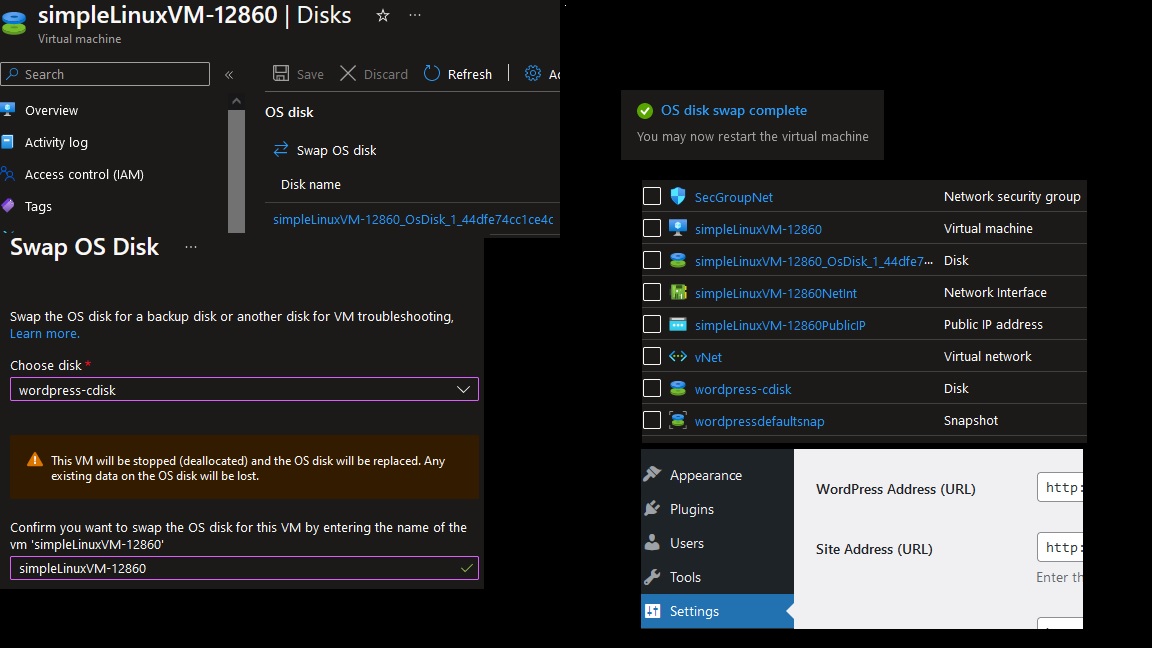 simpleLinuxVM-12860 | Disks
Virtual machine
Search
Save Discard Refresh
Overview
Activity log
Access control (IAM)
Tags
OS disk
Swap OS disk
Disk name
simpleLinuxVM-12860_OsDisk_1_44dfe74cc1ce4c
Swap OS Disk ...
Swap the OS disk for a backup disk or another disk for VM troubleshooting,
Learn more.
Choose disk *
wordpress-cdisk
This VM will be stopped (deallocated) and the OS disk will be replaced. Any
existing data on the OS disk will be lost.
Confirm you want to swap the OS disk for this VM by entering the name of the
vm 'simpleLinuxVM-12860'
simpleLinuxVM-12860
OS disk swap complete
You may now restart the virtual machine
SecGroupNet Network security group
simpleLinuxVM-12860 Virtual machine
simpleLinuxVM-12860_OsDisk_1_44dfe7... Disk
simpleLinuxVM-12860NetInt Network Interface
simpleLinuxVM-12860PublicIP Public IP address
vNet Virtual network
wordpress-cdisk Disk
wordpressdefaultsnap Snapshot
Appearance
Plugins
Users
Tools
Settings
WordPress Address (URL) http:
Site Address (URL) http:
Enter th